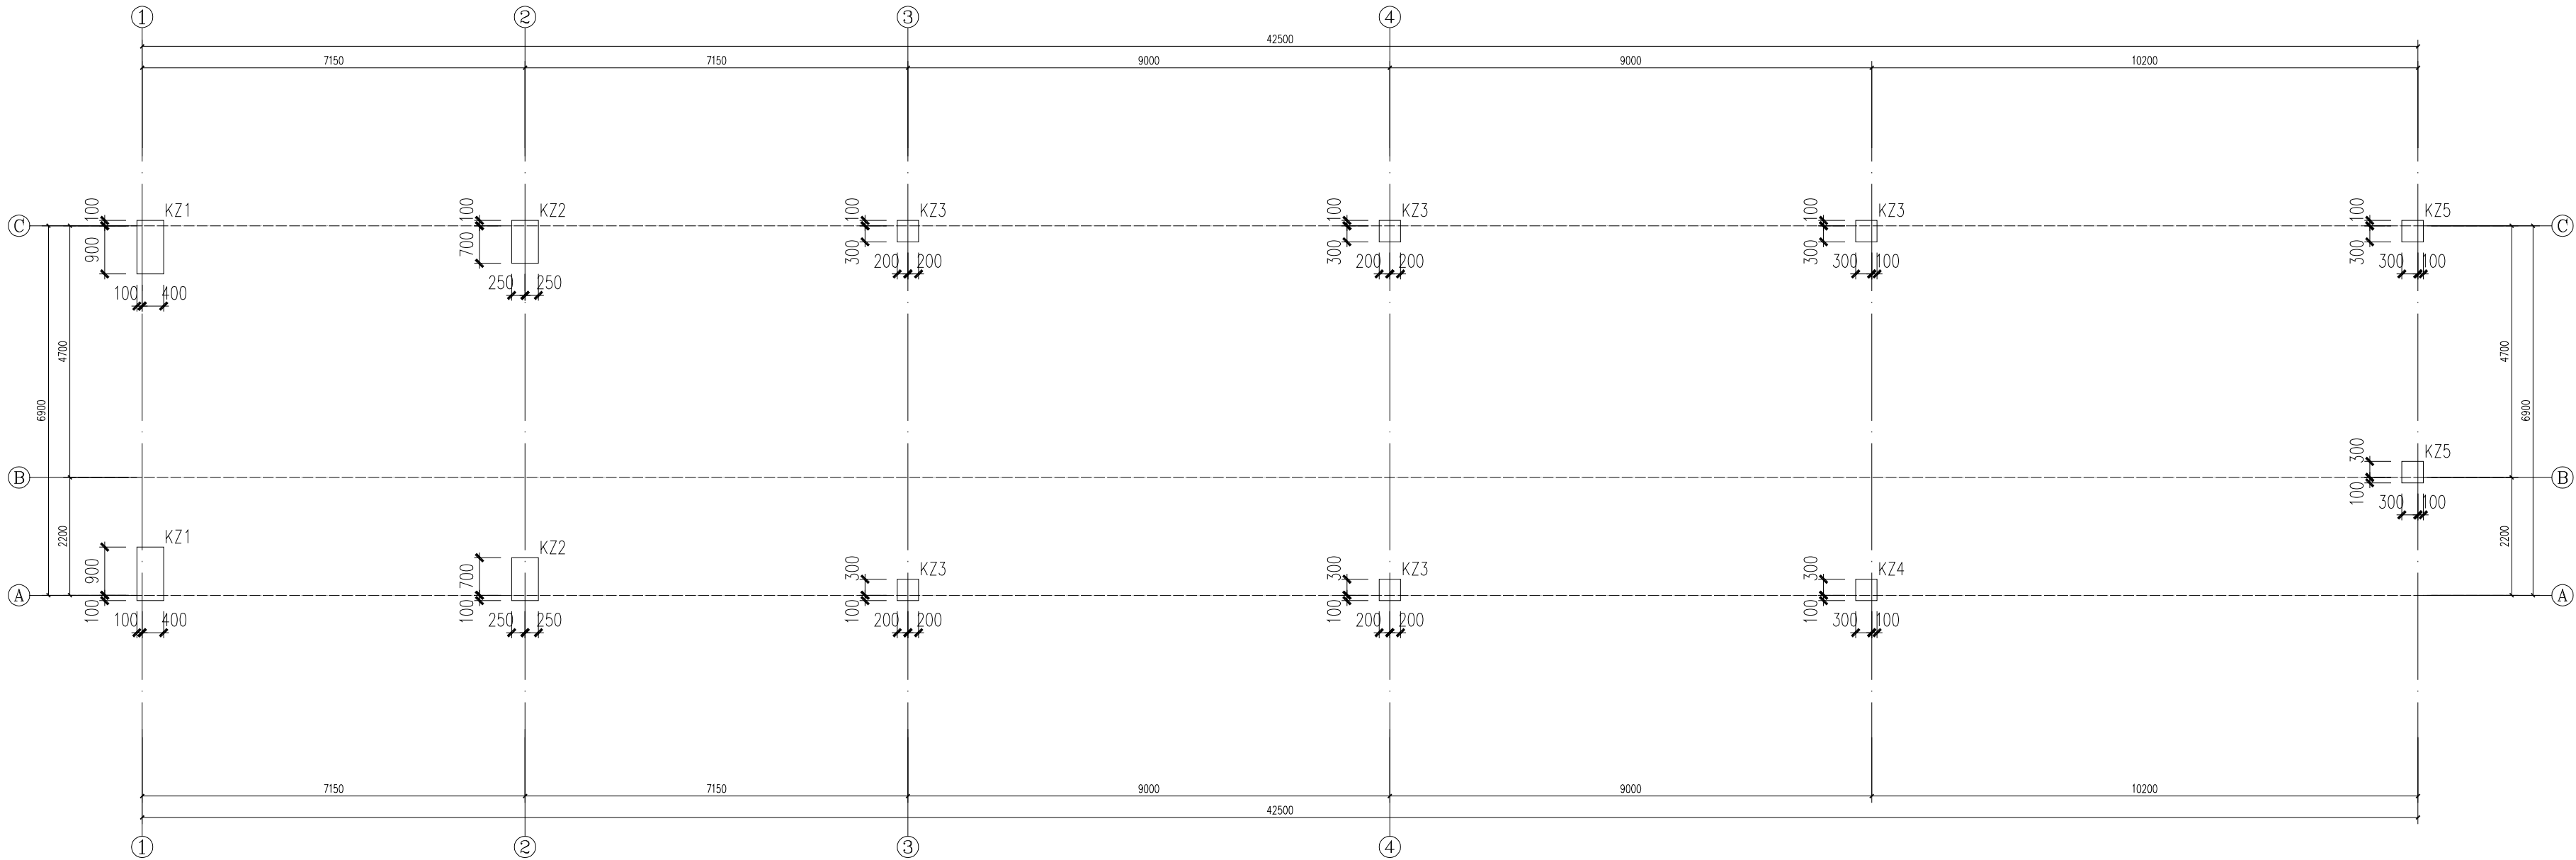 ① ② ③ ④
42500
7150 7150 9000 9000 10200
KZ1 KZ2 KZ3 KZ3 KZ3 KZ5
100 100 100 100 100 100
Ⓒ Ⓒ
900 700 300 300 300 300
200 200 200 200 300 100 300 100
250 250
100 400
4700 4700
6900 6900
KZ5
300
Ⓑ Ⓑ
100
300 100
2200 2200
KZ1 KZ2 KZ3 KZ3 KZ4
900 700 300 300 300
Ⓐ Ⓐ
100 100 100 100 100
100 400 250 250 200 200 200 200 300 100
7150 7150 9000 9000 10200
42500
① ② ③ ④